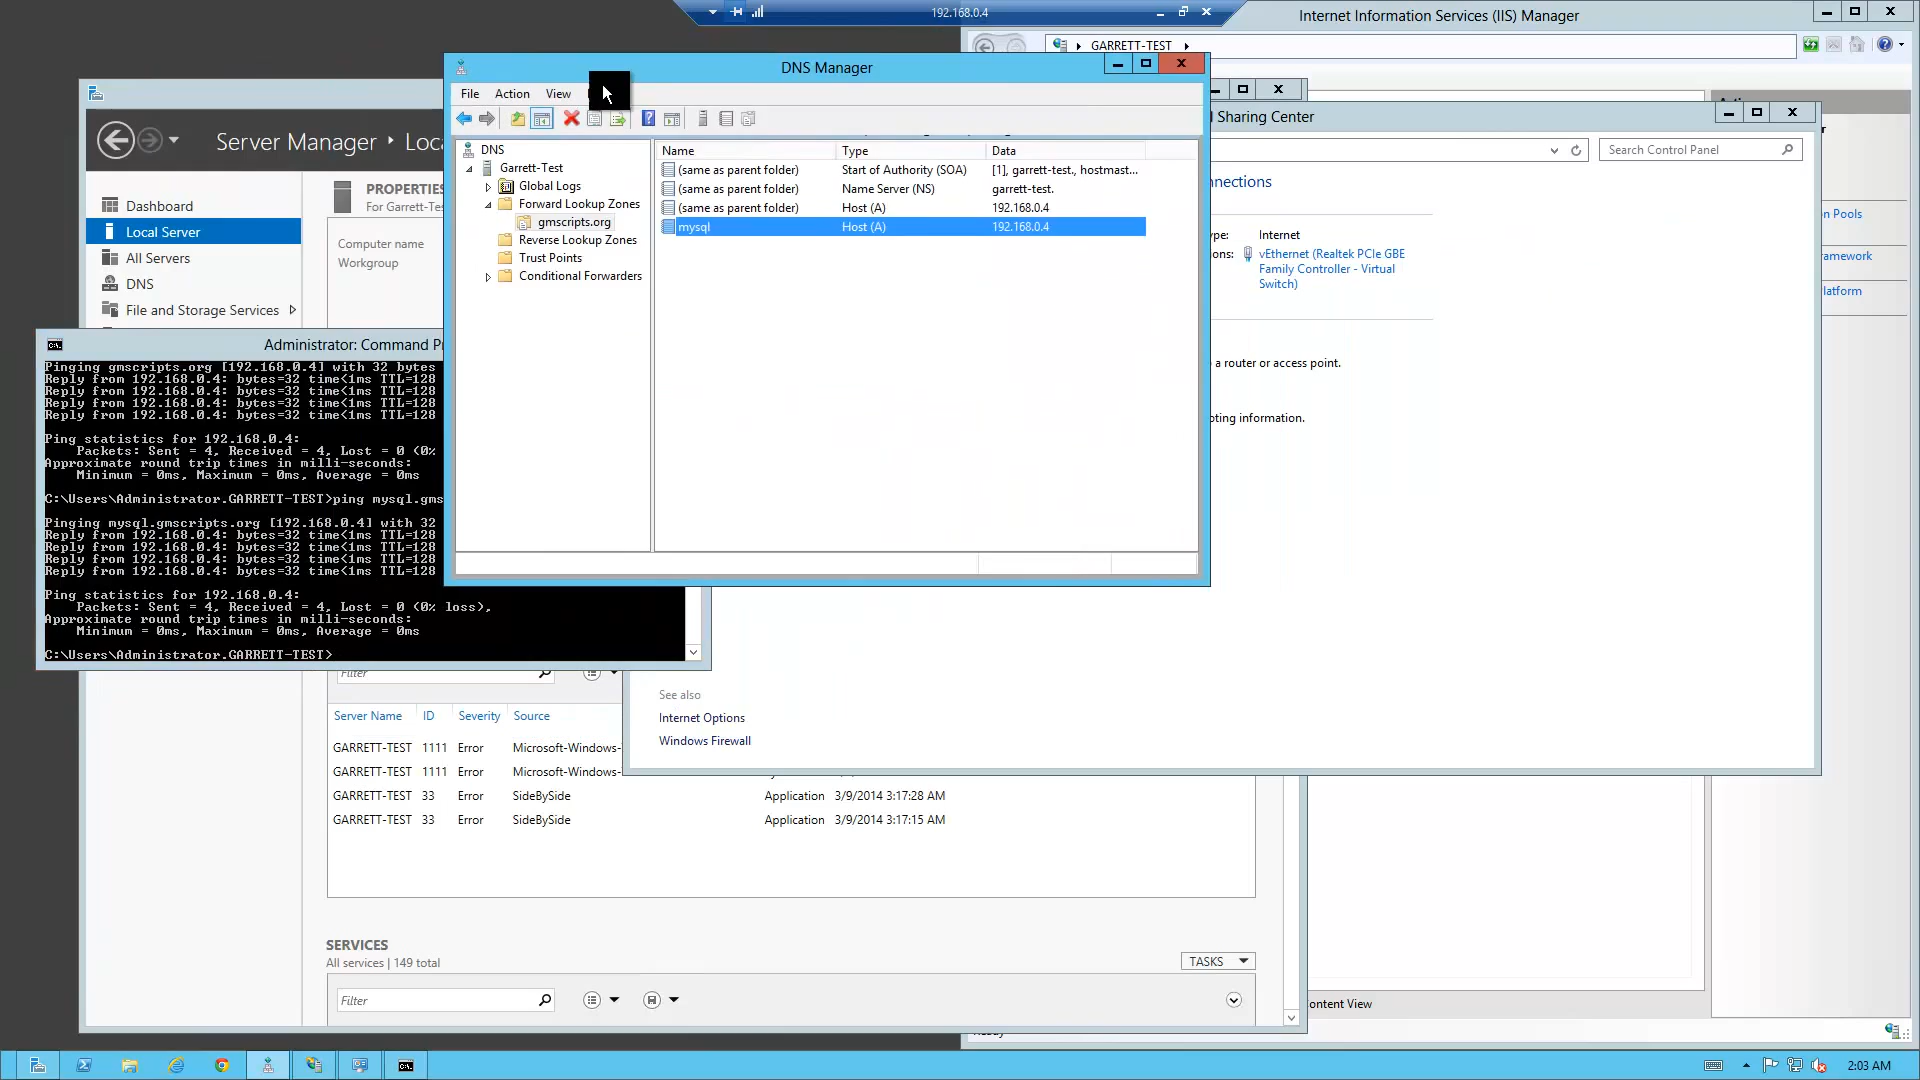 192.168.0.4
Internet Information Services (IIS) Manager
GARRETT-TEST
DNS Manager
File Action View
Sharing Center
Search Control Panel
DNS
Garrett-Test
Global Logs
Forward Lookup Zones
gmscripts.org
Reverse Lookup Zones
Trust Points
Conditional Forwarders
Name Type Data
(same as parent folder) Start of Authority (SOA) [1], garrett-test., hostmast...
(same as parent folder) Name Server (NS) garrett-test.
(same as parent folder) Host (A) 192.168.0.4
mysql Host (A) 192.168.0.4
Server Manager
Dashboard
Local Server
All Servers
DNS
File and Storage Services
PROPERTIES
For Garrett-Tes
Computer name
Workgroup
Internet
vEthernet (Realtek PCIe GBE
Family Controller - Virtual
Switch)
a router or access point.
oting information.
n Pools
Administrator: Command P
Pinging gmscripts.org [192.168.0.4] with 32 bytes
Reply from 192.168.0.4: bytes=32 time<1ms TTL=128
Reply from 192.168.0.4: bytes=32 time<1ms TTL=128
Reply from 192.168.0.4: bytes=32 time<1ms TTL=128
Reply from 192.168.0.4: bytes=32 time<1ms TTL=128
Ping statistics for 192.168.0.4:
Packets: Sent = 4, Received = 4, Lost = 0 (0%
Approximate round trip times in milli-seconds:
Minimum = 0ms, Maximum = 0ms, Average = 0ms
C:\Users\Administrator.GARRETT-TEST>ping mysql.gms
Pinging mysql.gmscripts.org [192.168.0.4] with 32
Reply from 192.168.0.4: bytes=32 time<1ms TTL=128
Reply from 192.168.0.4: bytes=32 time<1ms TTL=128
Reply from 192.168.0.4: bytes=32 time<1ms TTL=128
Reply from 192.168.0.4: bytes=32 time<1ms TTL=128
Ping statistics for 192.168.0.4:
Packets: Sent = 4, Received = 4, Lost = 0 (0% loss),
Approximate round trip times in milli-seconds:
Minimum = 0ms, Maximum = 0ms, Average = 0ms
C:\Users\Administrator.GARRETT-TEST>
See also
Internet Options
Windows Firewall
Filter
Server Name ID Severity Source
GARRETT-TEST 1111 Error Microsoft-Windows-
GARRETT-TEST 1111 Error Microsoft-Windows-
GARRETT-TEST 33 Error SideBySide Application 3/9/2014 3:17:28 AM
GARRETT-TEST 33 Error SideBySide Application 3/9/2014 3:17:15 AM
SERVICES
All services | 149 total
TASKS
Filter
ontent View
2:03 AM